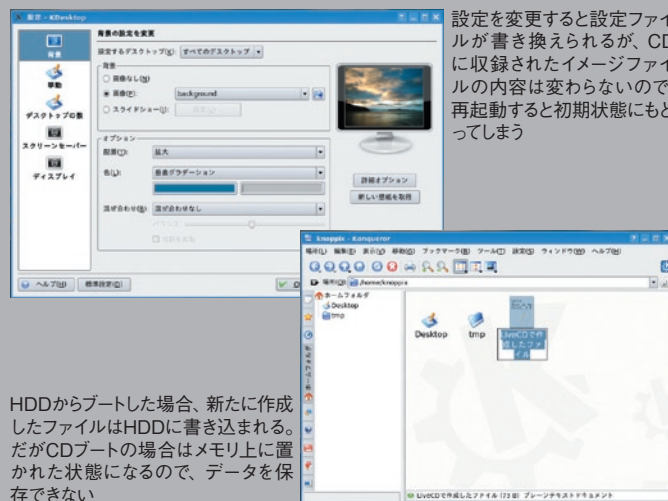 背景 - KDesktop
背景の設定を変更
設定するデスクトップ(K): すべてのデスクトップ
背景
画像なし(N)
画像(P): background
スライドショー(U):
オプション
配置(C): 拡大
色(L): 垂直グラデーション
混ぜ合わせ(B): 混ぜ合わせなし
詳細オプション
新しい壁紙を取得
背景
挙動
デスクトップの数
スクリーンセーバー
ディスプレイ
ヘルプ(H)
標準設定(D)
設定を変更すると設定ファイ
ルが書き換えられるが、CD
に収録されたイメージファイ
ルの内容は変わらないので
再起動すると初期状態にもど
ってしまう
knoppix - Konqueror
場所(L) 編集(E) 表示(V) 移動(G) ブックマーク(B) ツール(T) 設定(S) ウィンドウ(W) ヘルプ(H)
場所(O): /home/knoppix
ホームフォルダ
Desktop
tmp
Desktop
tmp
LiveCDで作
成したファ
イル
LiveCDで作成したファイル (73 B) プレーンテキストドキュメント
HDDからブートした場合、新たに作成
したファイルはHDDに書き込まれる。
だがCDブートの場合はメモリ上に置
かれた状態になるので、データを保
存できない